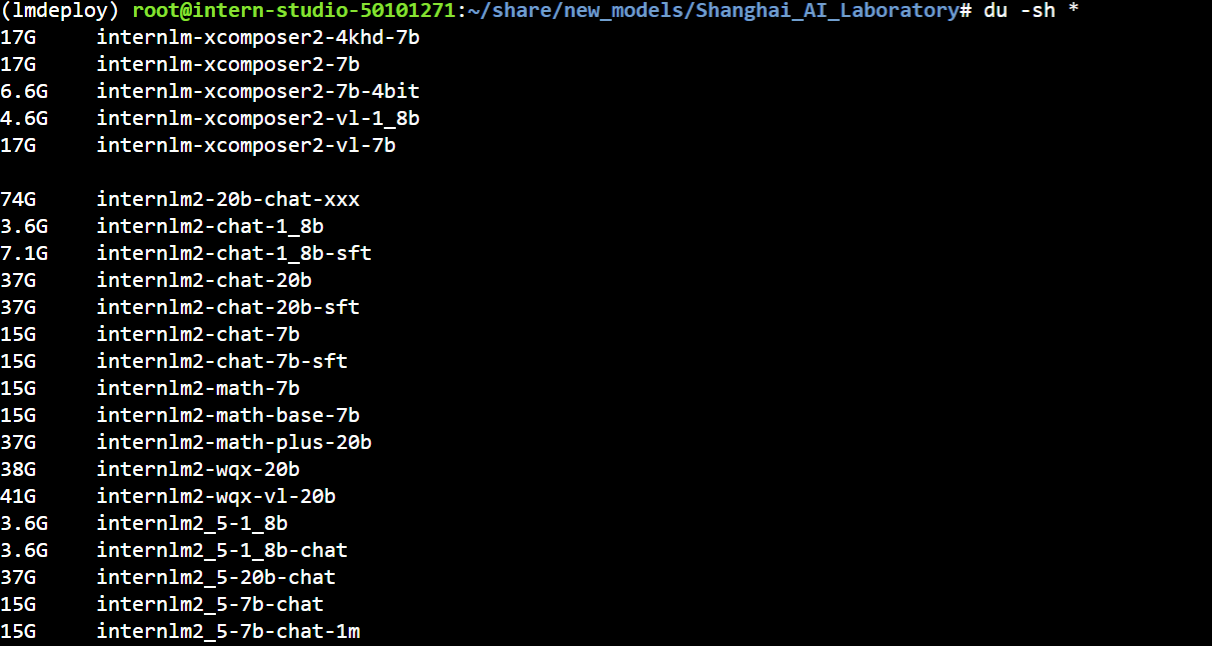 (lmdeploy) root@intern-studio-50101271:~/share/new_models/Shanghai_AI_Laboratory# du -sh *
17G internlm-xcomposer2-4khd-7b
17G internlm-xcomposer2-7b
6.6G internlm-xcomposer2-7b-4bit
4.6G internlm-xcomposer2-vl-1_8b
17G internlm-xcomposer2-vl-7b
74G internlm2-20b-chat-xxx
3.6G internlm2-chat-1_8b
7.1G internlm2-chat-1_8b-sft
37G internlm2-chat-20b
37G internlm2-chat-20b-sft
15G internlm2-chat-7b
15G internlm2-chat-7b-sft
15G internlm2-math-7b
15G internlm2-math-base-7b
37G internlm2-math-plus-20b
38G internlm2-wqx-20b
41G internlm2-wqx-vl-20b
3.6G internlm2_5-1_8b
3.6G internlm2_5-1_8b-chat
37G internlm2_5-20b-chat
15G internlm2_5-7b-chat
15G internlm2_5-7b-chat-1m